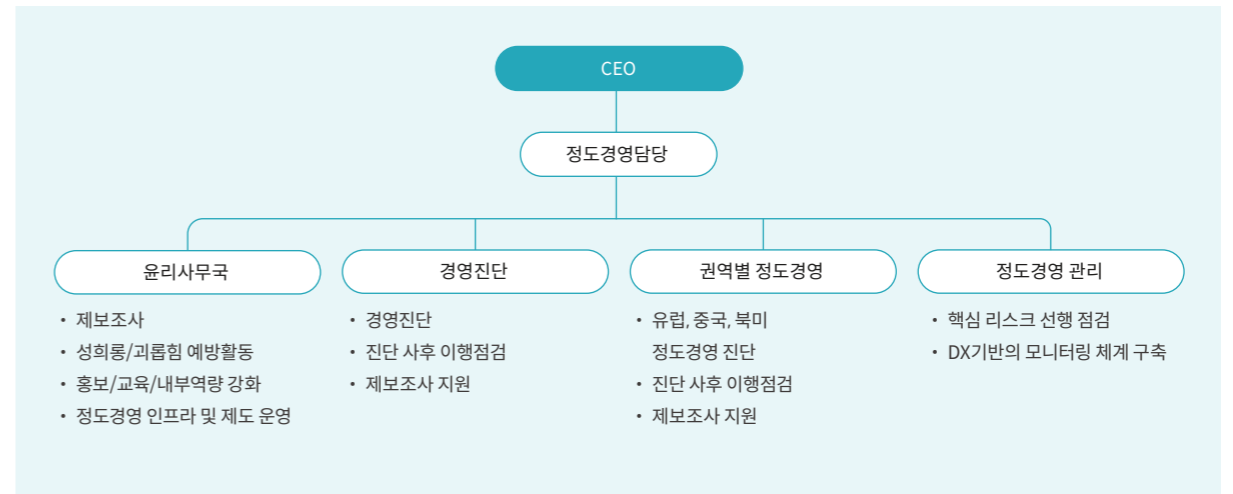 CEO
정도경영담당
윤리사무국
• 제보조사
• 성희롱/괴롭힘 예방활동
• 홍보/교육/내부역량 강화
• 정도경영 인프라 및 제도 운영
경영진단
• 경영진단
• 진단 사후 이행점검
• 제보조사 지원
권역별 정도경영
• 유럽, 중국, 북미
정도경영 진단
• 진단 사후 이행점검
• 제보조사 지원
정도경영 관리
• 핵심 리스크 선행 점검
• DX기반의 모니터링 체계 구축